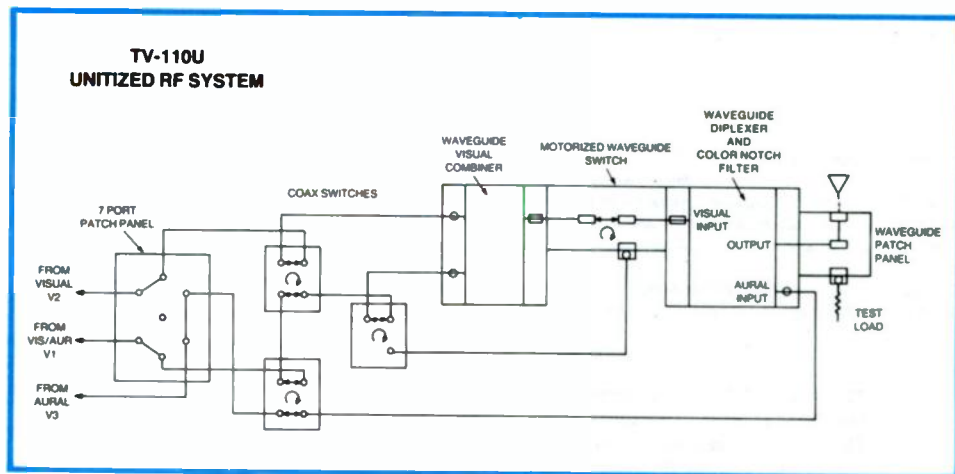 TV-110U
UNITIZED RF SYSTEM
WAVEGUIDE
DIPLEXER
AND
COLOR NOTCH
FILTER
WAVEGUIDE
VISUAL
COMBINER
MOTORIZED WAVEGUIDE
SWITCH
COAX SWITCHES
7 PORT
PATCH PANEL
VISUAL
INPUT
OUTPUT
AURAL
INPUT
WAVEGUIDE
PATCH
PANEL
TEST
LOAD
FROM
VISUAL
V2
FROM
VIS/AUR
V1
FROM
AURAL
V3